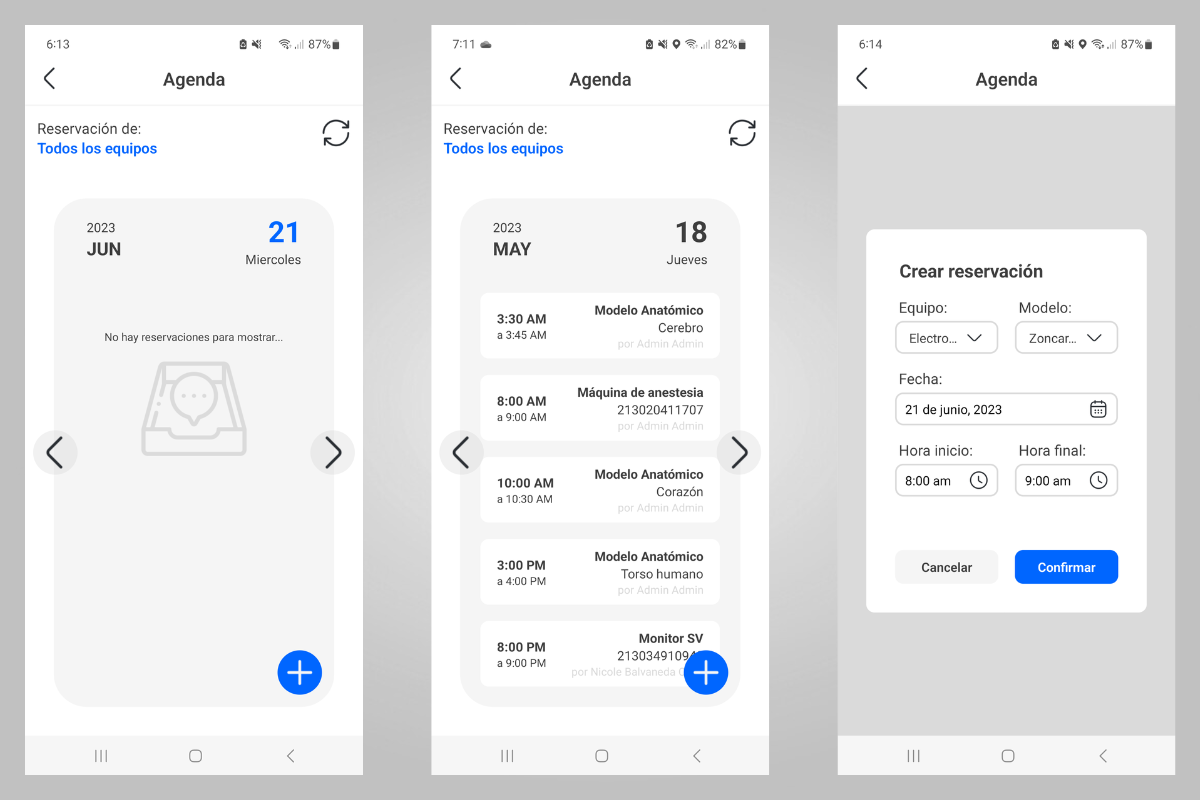 6:13
87%
Agenda
Reservación de:
Todos los equipos
2023
JUN
21
Miercoles
No hay reservaciones para mostrar...
7:11
82%
Agenda
Reservación de:
Todos los equipos
2023
MAY
18
Jueves
3:30 AM
a 3:45 AM
Modelo Anatómico
Cerebro
por Admin Admin
8:00 AM
a 9:00 AM
Máquina de anestesia
213020411707
por Admin Admin
10:00 AM
a 10:30 AM
Modelo Anatómico
Corazón
por Admin Admin
3:00 PM
a 4:00 PM
Modelo Anatómico
Torso humano
por Admin Admin
8:00 PM
a 9:00 PM
Monitor SV
21303491094
por Nicole Balvaneda
6:14
87%
Agenda
Crear reservación
Equipo:
Modelo:
Electro...
Zoncar...
Fecha:
21 de junio, 2023
Hora inicio:
Hora final:
8:00 am
9:00 am
Cancelar
Confirmar